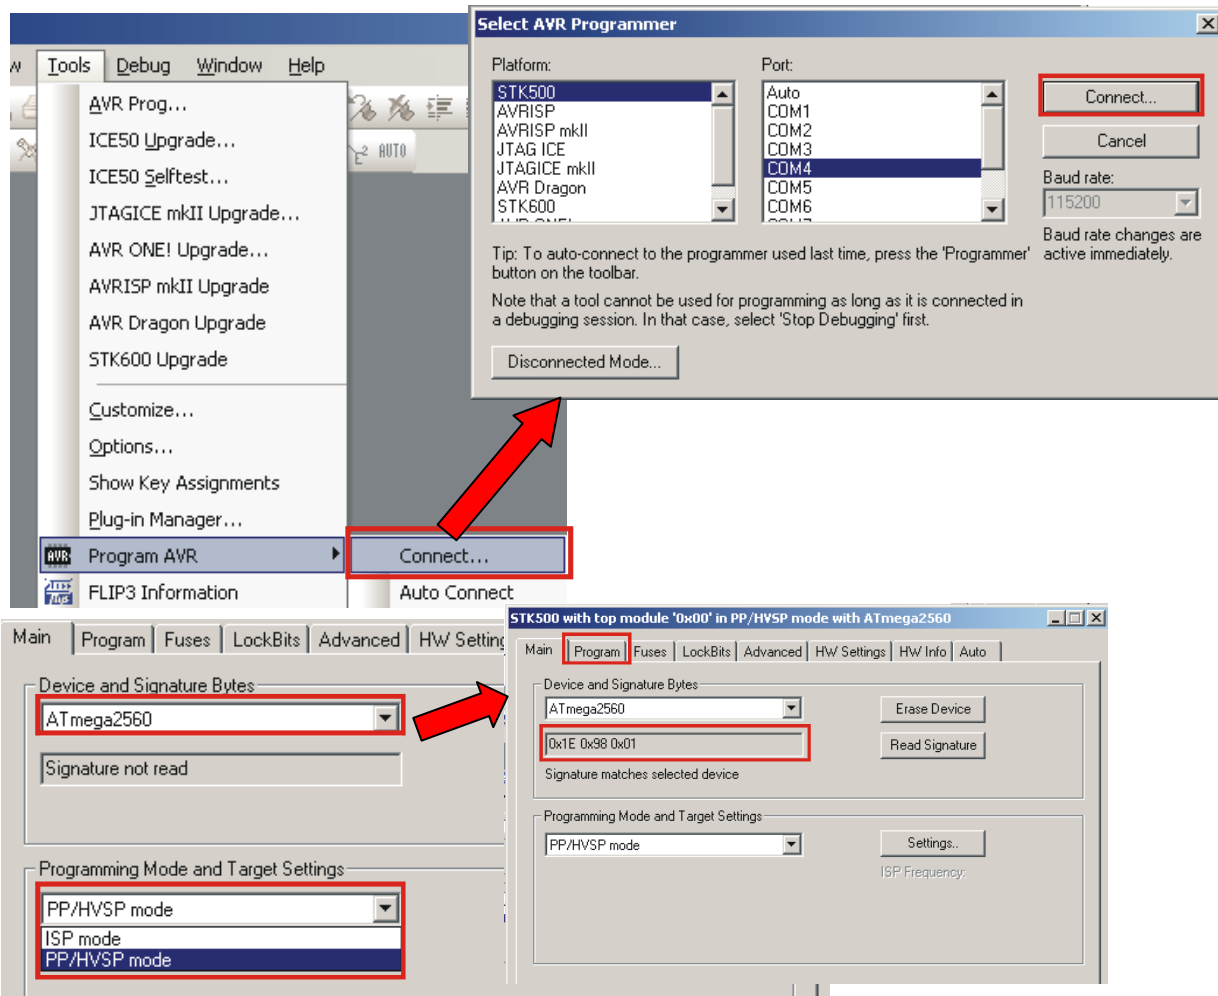 w Tools Debug Window Help
AVR Prog...
ICE50 Upgrade...
ICE50 Selftest...
JTAGICE mkII Upgrade...
AVR ONE! Upgrade...
AVRISP mkII Upgrade
AVR Dragon Upgrade
STK600 Upgrade
Customize...
Options...
Show Key Assignments
Plug-in Manager...
AVR Program AVR
FLIP3 Information
AUTO
Connect...
Auto Connect
Select AVR Programmer
Platform:
STK500
AVRISP
AVRISP mkII
JTAG ICE
JTAGICE mkII
AVR Dragon
STK600
Port:
Auto
COM1
COM2
COM3
COM4
COM5
COM6
Connect...
Cancel
Baud rate:
115200
Baud rate changes are
active immediately.
Tip: To auto-connect to the programmer used last time, press the 'Programmer'
button on the toolbar.
Note that a tool cannot be used for programming as long as it is connected in
a debugging session. In that case, select 'Stop Debugging' first.
Disconnected Mode...
Main Program Fuses LockBits Advanced HW Setting
Device and Signature Bytes
ATmega2560
Signature not read
Programming Mode and Target Settings
PP/HVSP mode
ISP mode
PP/HVSP mode
STK500 with top module '0x00' in PP/HVSP mode with ATmega2560
Main Program Fuses LockBits Advanced HW Settings HW Info Auto
Device and Signature Bytes
ATmega2560
Erase Device
0x1E 0x98 0x01
Read Signature
Signature matches selected device
Programming Mode and Target Settings
PP/HVSP mode
Settings..
ISP Frequency: